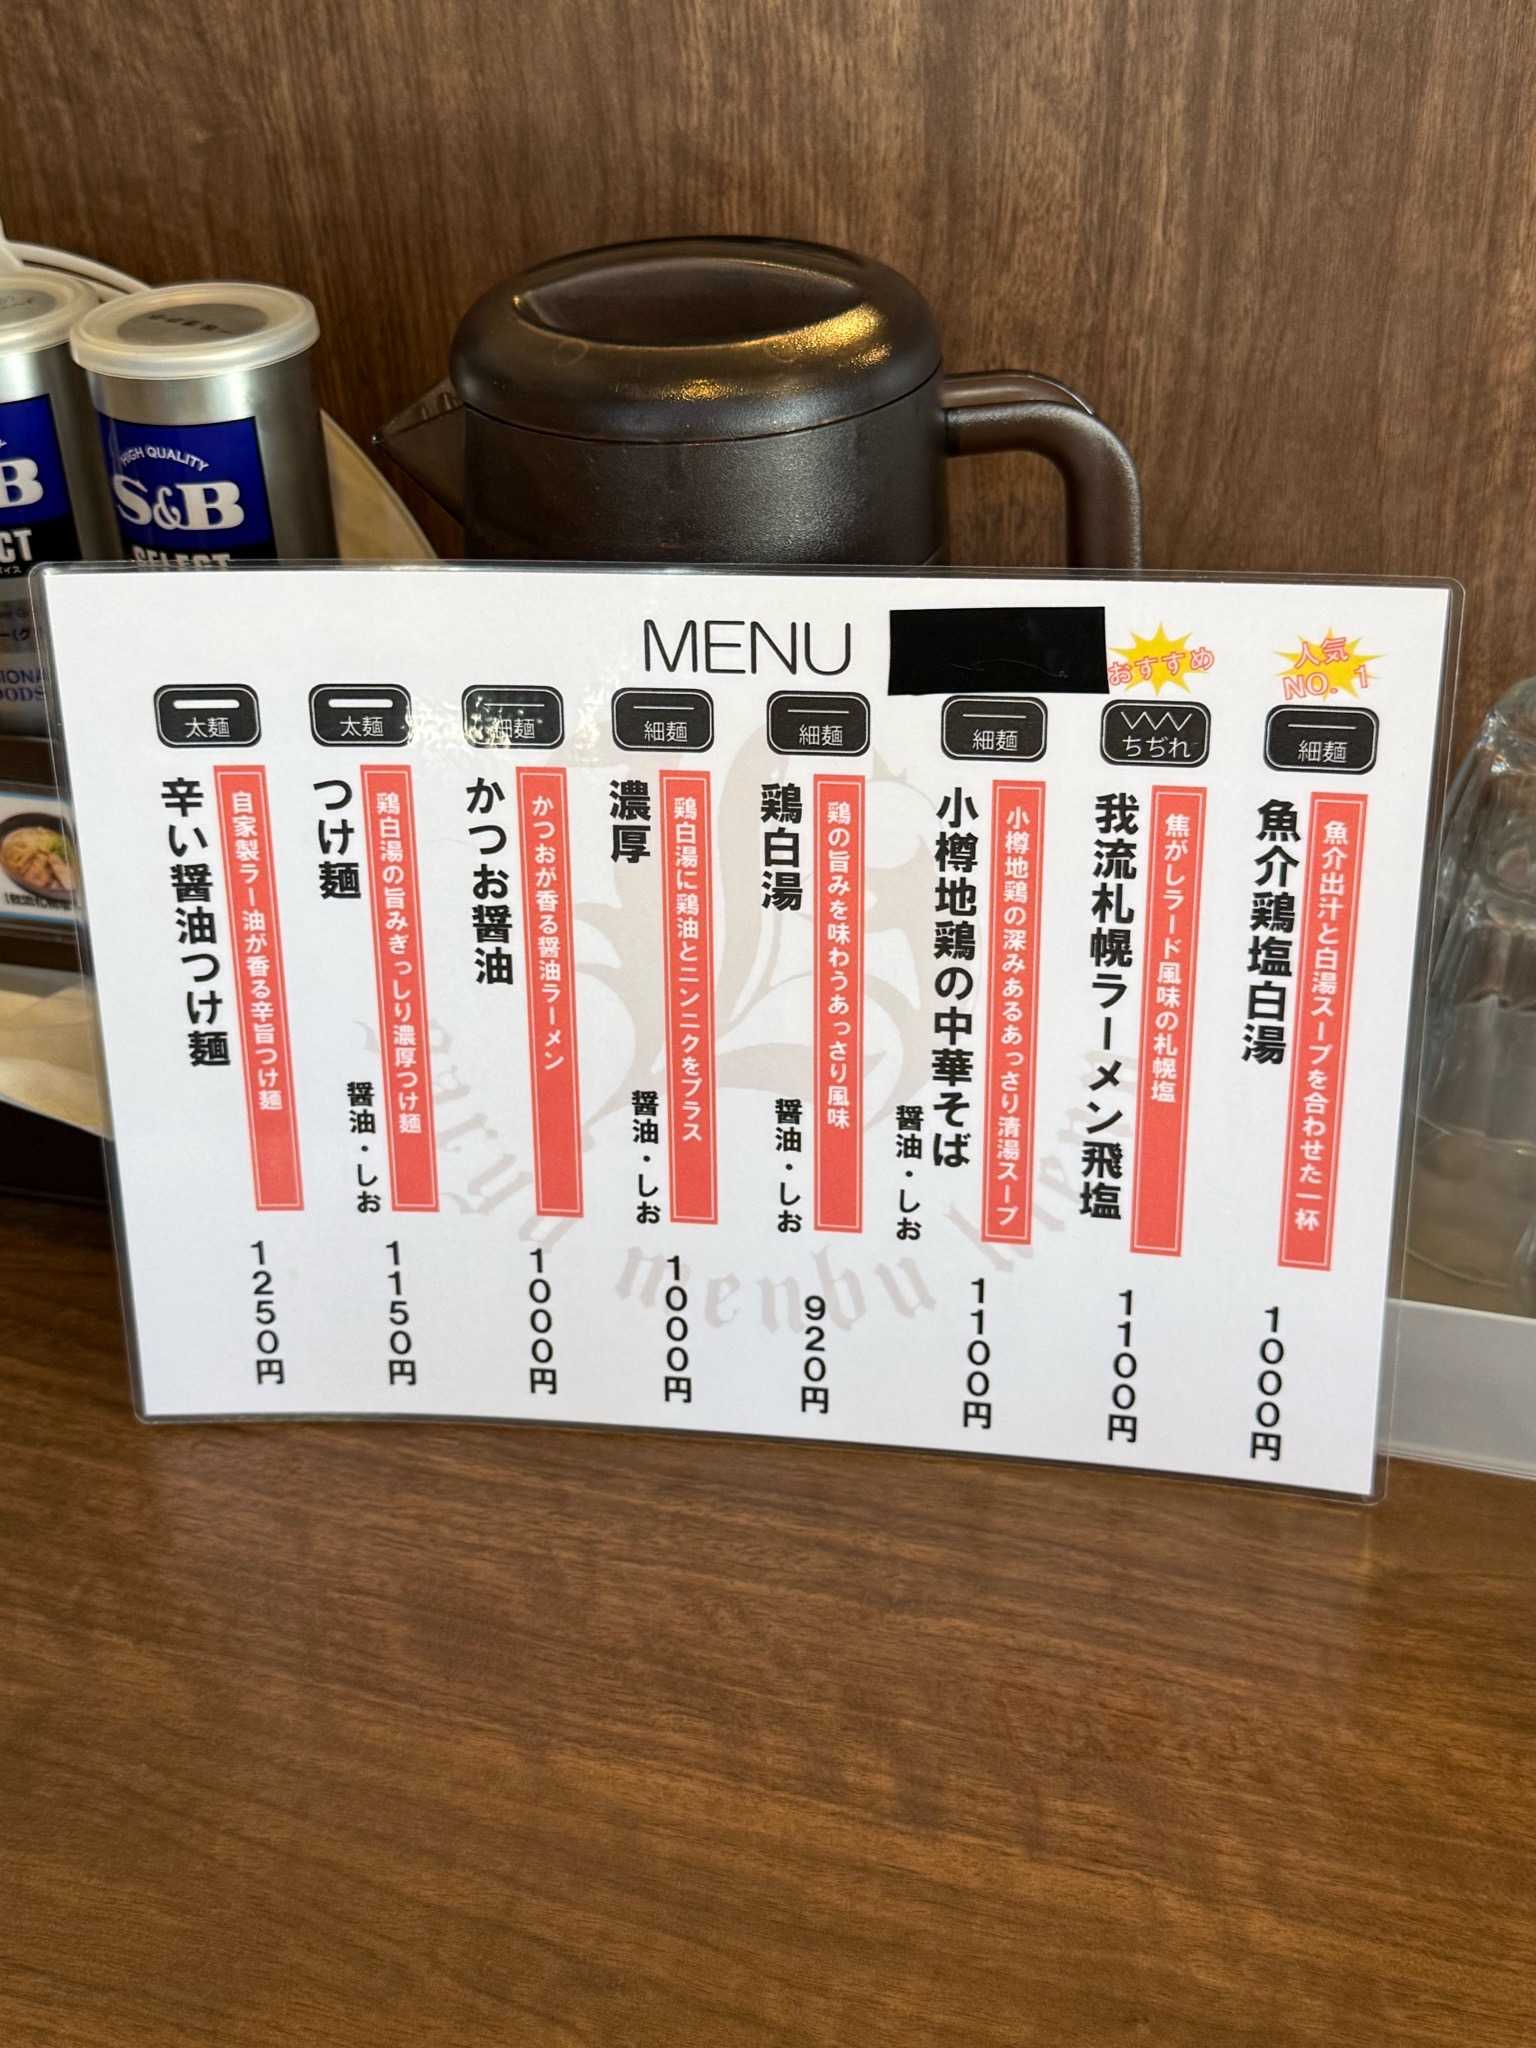 HIGH QUALITY
S&B
SELECT
MENU
人気
NO.1
細麺
魚介出汁と白湯スープを合わせた一杯
魚介鶏塩白湯
1000円
おすすめ
ちぢれ
焦がしラード風味の札幌塩
我流札幌ラーメン飛塩
1100円
細麺
小樽地鶏の深みあるあっさり清湯スープ
小樽地鶏の中華そば
醤油・しお
1100円
細麺
鶏の旨みを味わうあっさり風味
鶏白湯
醤油・しお
920円
細麺
鶏白湯に鶏油とニンニクをプラス
濃厚
醤油・しお
1000円
細麺
かつおが香る醤油ラーメン
かつお醤油
1000円
太麺
鶏白湯の旨みぎっしり濃厚つけ麺
つけ麺
醤油・しお
1150円
太麺
自家製ラー油が香る辛旨つけ麺
辛い醤油つけ麺
1250円